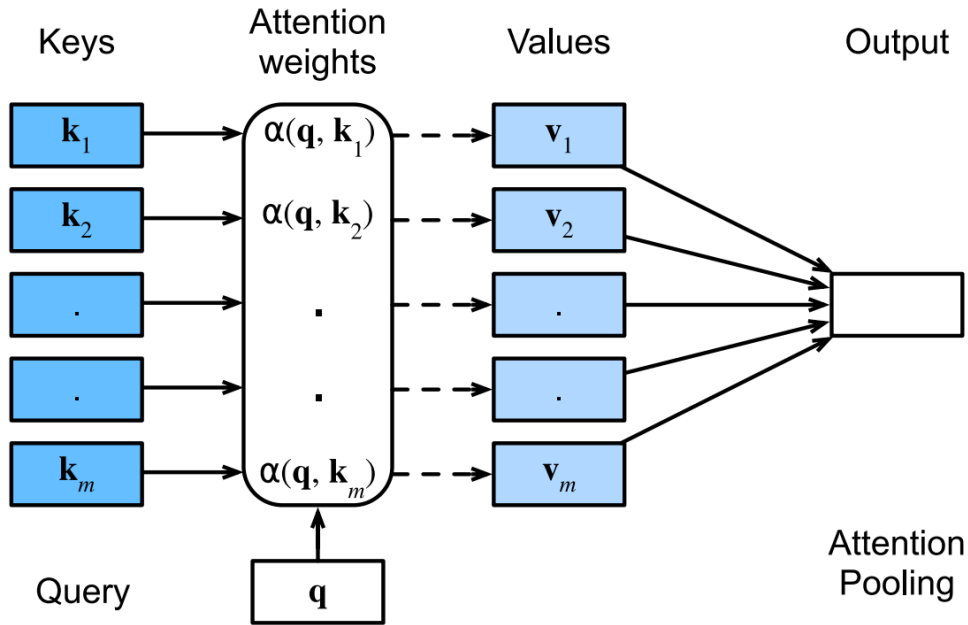 Keys
Attention
weights
Values
Output
k₁
α(q, k₁)
v₁
k₂
α(q, k₂)
v₂
. . .
. . .
kₘ
α(q, kₘ)
vₘ
Query
q
Attention
Pooling